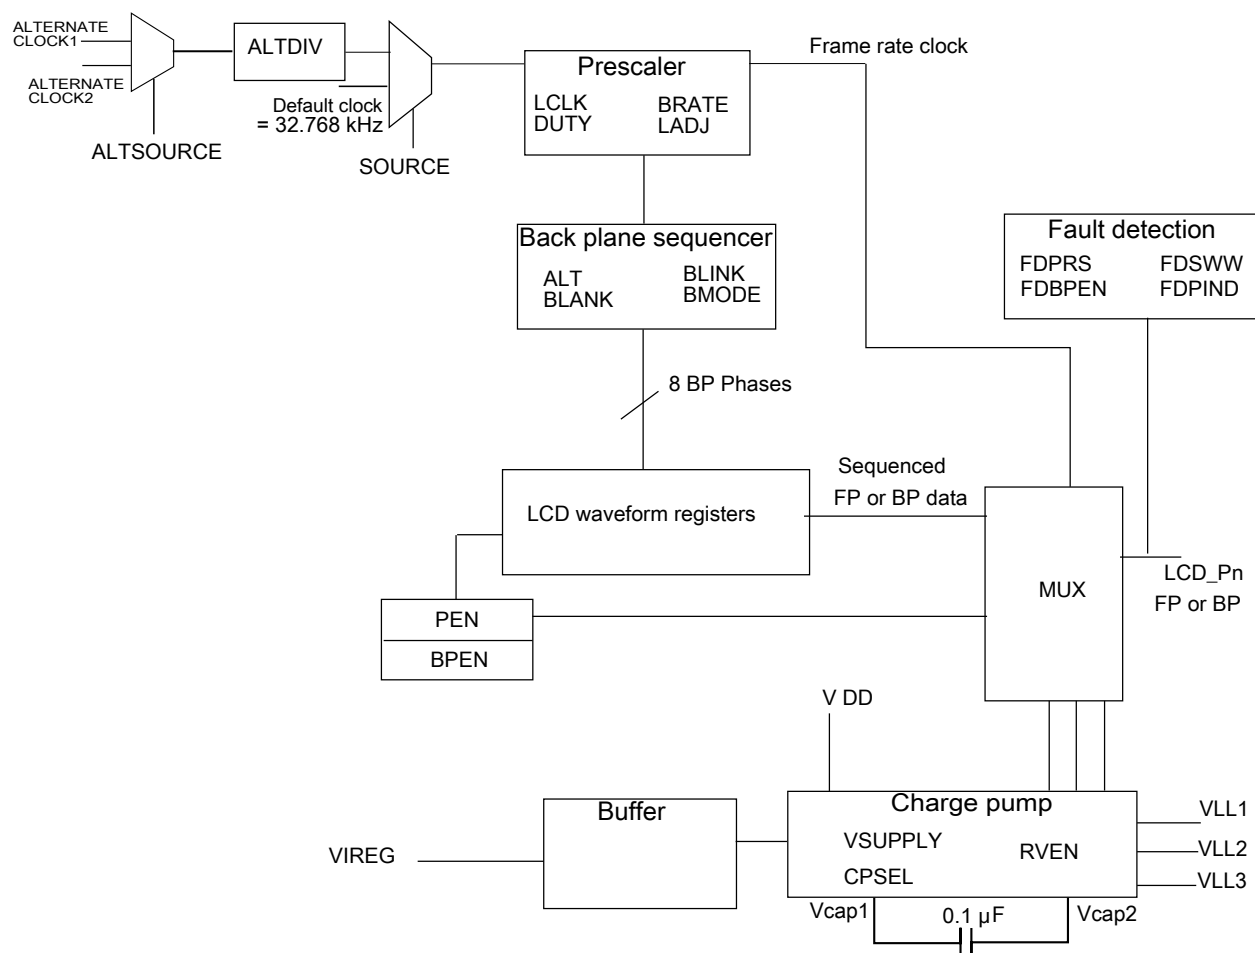 ALTERNATE
CLOCK1
ALTERNATE
CLOCK2
ALTSOURCE
ALTDIV
Default clock
= 32.768 kHz
SOURCE
Prescaler
LCLK BRATE
DUTY LADJ
Frame rate clock
Back plane sequencer
ALT BLINK
BLANK BMODE
Fault detection
FDPRS FDSWW
FDBPEN FDPIND
8 BP Phases
LCD waveform registers
Sequenced
FP or BP data
MUX
LCD_Pn
FP or BP
PEN
BPEN
V DD
Buffer
VIREG
Charge pump
VSUPPLY RVEN
CPSEL
VLL1
VLL2
VLL3
Vcap1 0.1 µF Vcap2